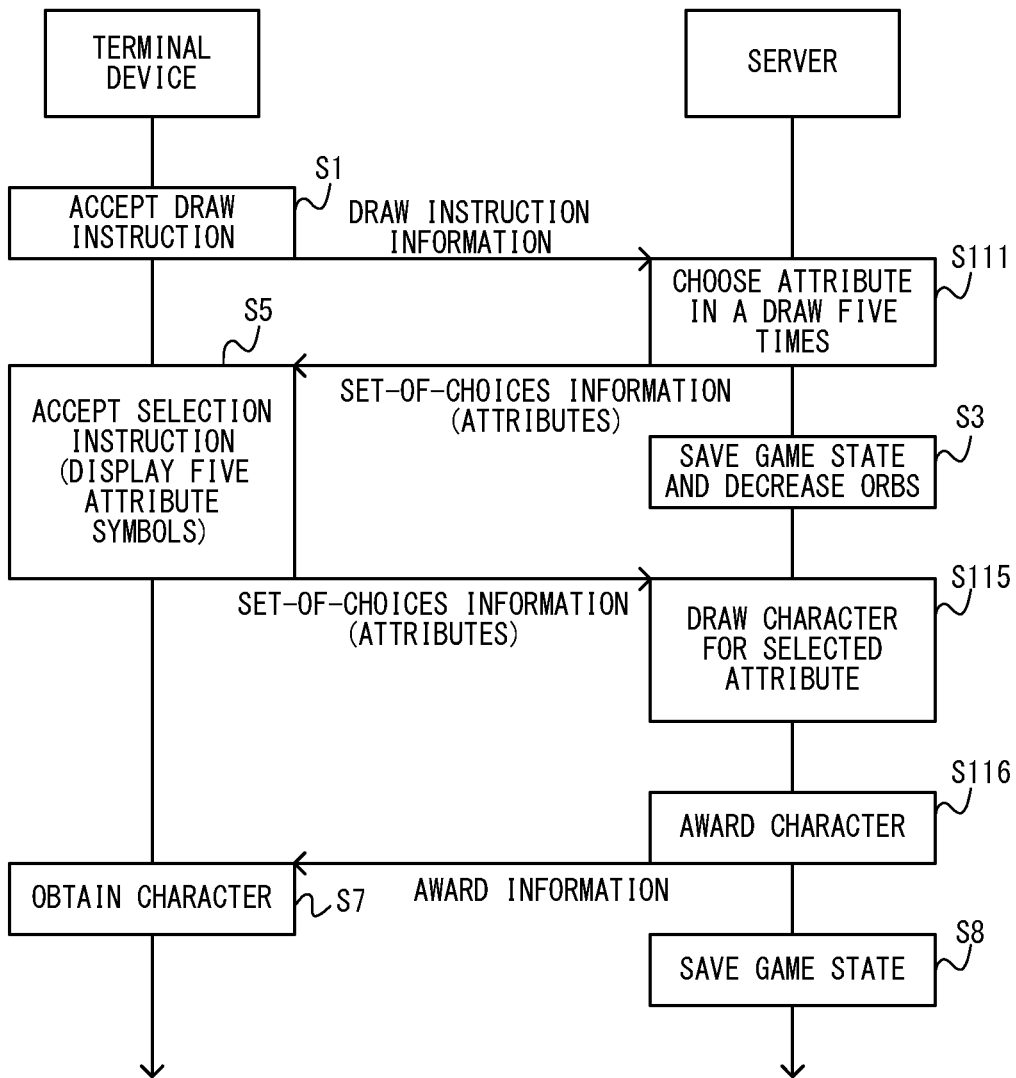 TERMINAL
DEVICE
SERVER
S1
ACCEPT DRAW
INSTRUCTION
DRAW INSTRUCTION
INFORMATION
S111
CHOOSE ATTRIBUTE
IN A DRAW FIVE
TIMES
S5
SET-OF-CHOICES INFORMATION
(ATTRIBUTES)
ACCEPT SELECTION
INSTRUCTION
(DISPLAY FIVE
ATTRIBUTE
SYMBOLS)
S3
SAVE GAME STATE
AND DECREASE ORBS
SET-OF-CHOICES INFORMATION
(ATTRIBUTES)
S115
DRAW CHARACTER
FOR SELECTED
ATTRIBUTE
S116
AWARD CHARACTER
AWARD INFORMATION
OBTAIN CHARACTER
S7
S8
SAVE GAME STATE